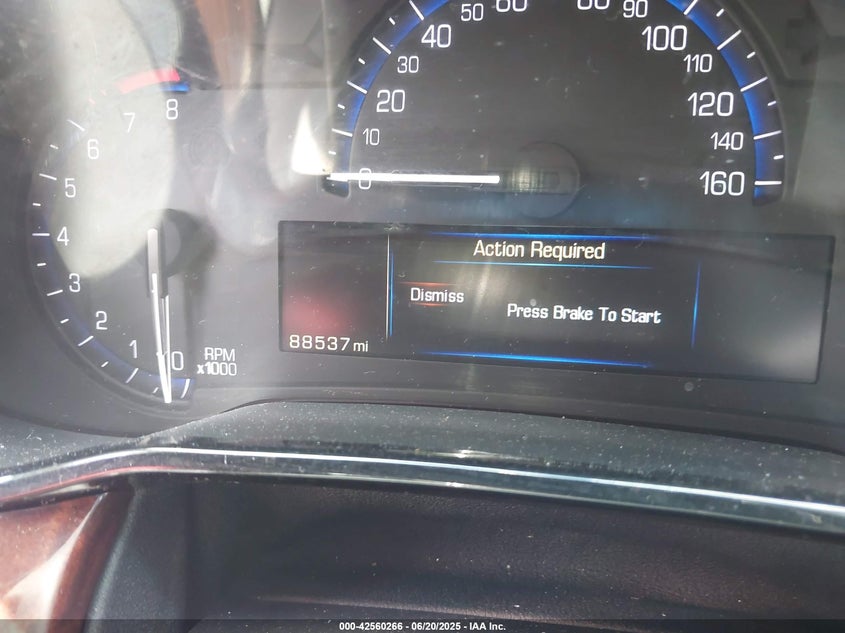 50 60 80 90
40 100
30 110
20 120
10 140
0 160
8
7
6
5
4
3
2
1
0
RPM
x1000
Action Required
Dismiss
Press Brake To Start
88537 mi
000-42560266 - 06/20/2025 - IAA Inc.